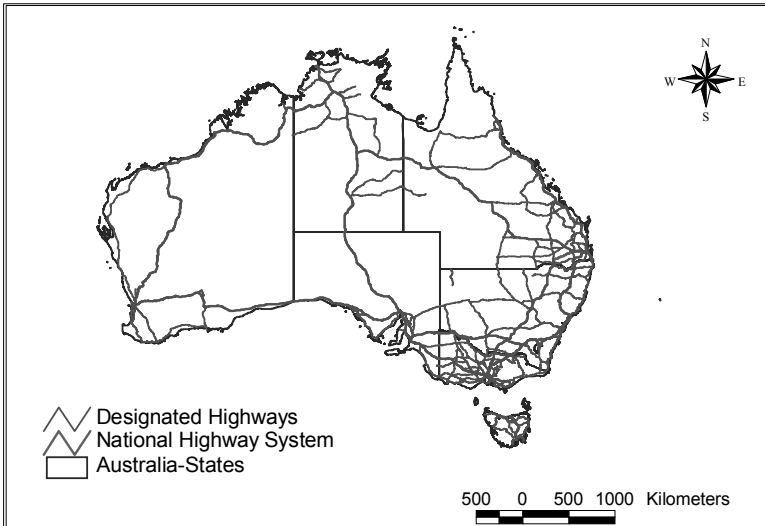 N
W E
S
Designated Highways
National Highway System
Australia-States
500 0 500 1000 Kilometers